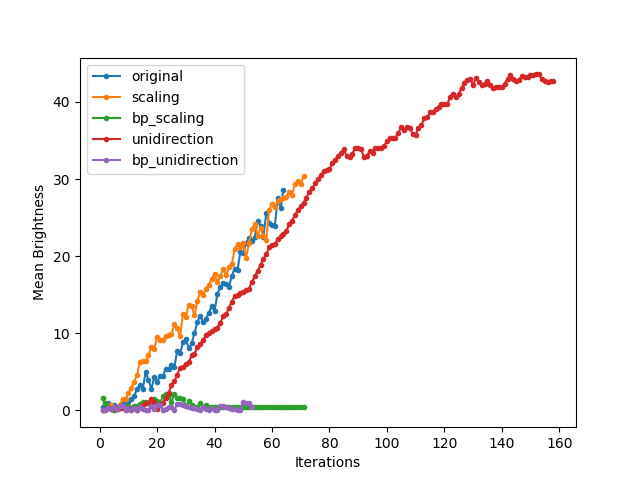 original
scaling
bp_scaling
unidirection
bp_unidirection
40
30
20
10
0
Mean Brightness
0 20 40 60 80 100 120 140 160
Iterations